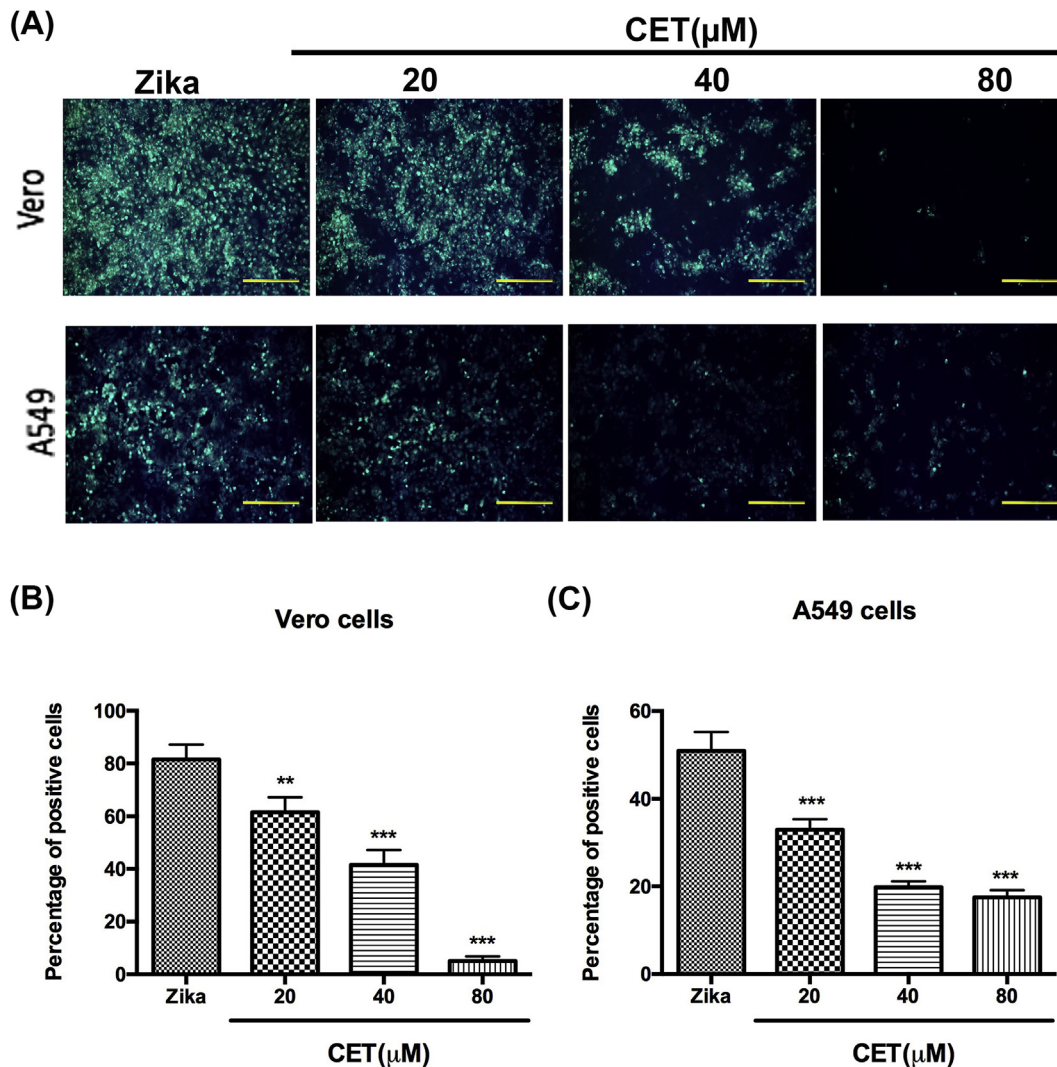 (A)
CET(µM)
Zika 20 40 80
Vero
A549
(B)
Vero cells
Percentage of positive cells
100
80
60
40
20
0
**
***
***
Zika 20 40 80
CET(µM)
(C)
A549 cells
Percentage of positive cells
60
40
20
0
***
***
***
Zika 20 40 80
CET(µM)